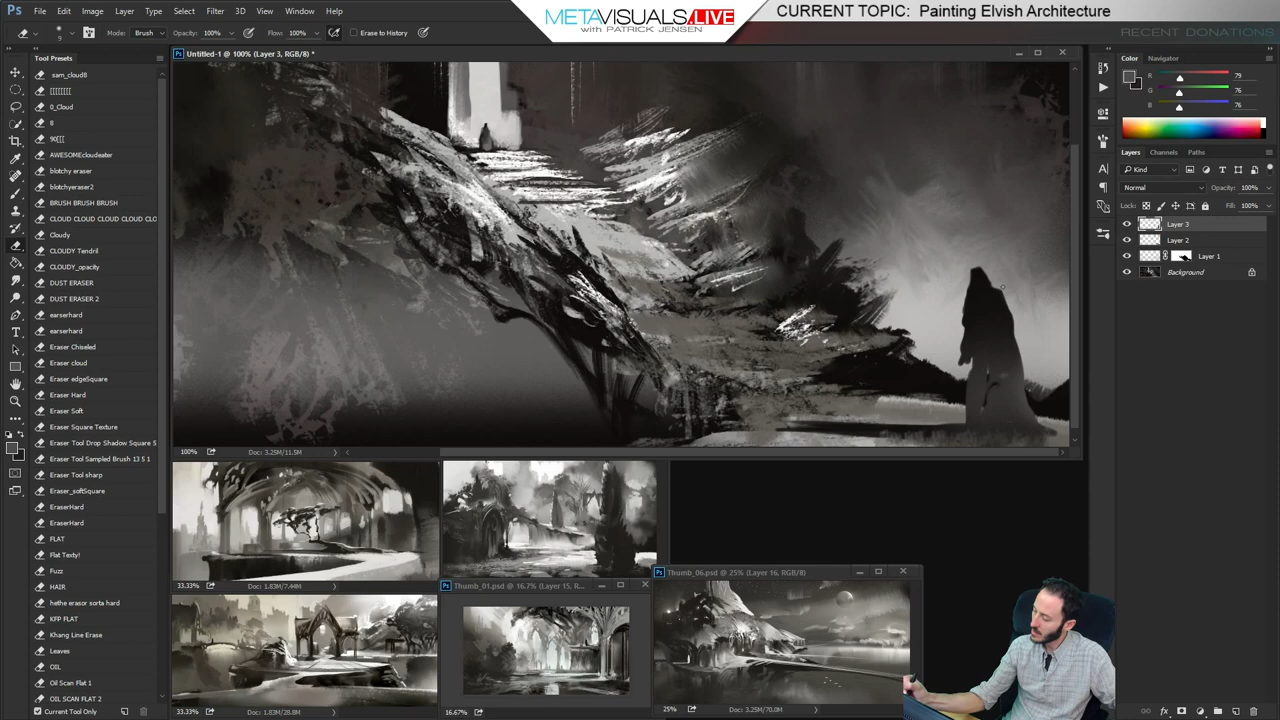 METAVISUALS.LIVE
with PATRICK JENSEN
CURRENT TOPIC: Painting Elvish Architecture
RECENT DONATIONS
Ps File Edit Image Layer Type Select Filter 3D View Window Help
Mode: Brush Opacity: 100% Flow: 100% Erase to History
Tool Presets
sam_cloud8
[[[[[[[[
0_Cloud
8
90[[[
AWESOMEcloudeater
blotchy eraser
blotchyeraser2
BRUSH BRUSH BRUSH
CLOUD CLOUD CLOUD CLOUD CLO
Cloudy
CLOUDY Tendril
CLOUDY_opacity
DUST ERASER
DUST ERASER 2
earserhard
earserhard
Eraser Chiseled
Eraser cloud
Eraser edgeSquare
Eraser Hard
Eraser Soft
Eraser Square Texture
Eraser Tool Drop Shadow Square 5
Eraser Tool Sampled Brush 13 5 1
Eraser Tool sharp
Eraser_softSquare
EraserHard
EraserHard
FLAT
Flat Texty!
Fuzz
HAIR
hethe erasor sorta hard
KFP FLAT
Khang Line Erase
Leaves
OIL
Oil Scan Flat 1
OIL SCAN FLAT 2
Current Tool Only
Untitled-1 @ 100% (Layer 3, RGB/8) *
100% Doc: 3.25M/11.5M
33.33% Doc: 1.83M/7.44M
33.33% Doc: 1.83M/28.8M
Thumb_01.psd @ 16.7% (Layer 15, R...
16.67%
Thumb_06.psd @ 25% (Layer 16, RGB/8)
25% Doc: 3.25M/70.0M
Color Navigator
R 79
G 76
B 76
Layers Channels Paths
Kind
Normal Opacity: 100%
Lock: Fill: 100%
Layer 3
Layer 2
Layer 1
Background